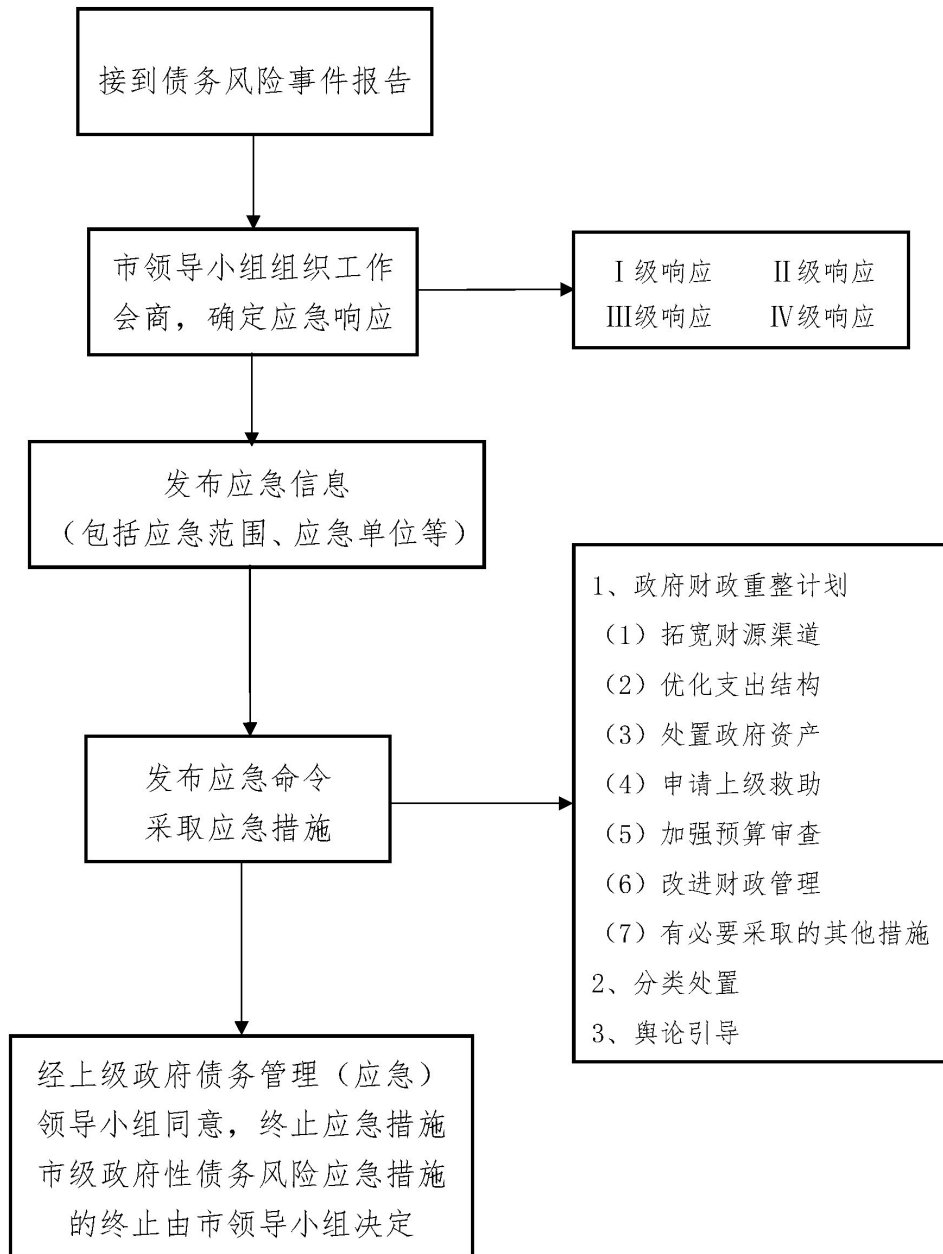 接到债务风险事件报告
市领导小组组织工作
会商，确定应急响应
Ⅰ级响应 Ⅱ级响应
Ⅲ级响应 Ⅳ级响应
发布应急信息
（包括应急范围、应急单位等）
发布应急命令
采取应急措施
1、政府财政重整计划
（1）拓宽财源渠道
（2）优化支出结构
（3）处置政府资产
（4）申请上级救助
（5）加强预算审查
（6）改进财政管理
（7）有必要采取的其他措施
2、分类处置
3、舆论引导
经上级政府债务管理（应急）
领导小组同意，终止应急措施
市级政府性债务风险应急措施
的终止由市领导小组决定